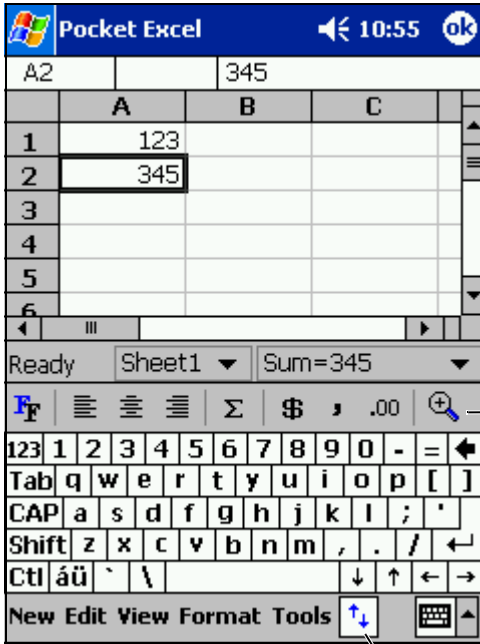 Pocket Excel 10:55 ok
A2 345
A B C
1 123
2 345
3
4
5
6
Ready Sheet1 Sum=345
FF Σ $ , .00
123 1 2 3 4 5 6 7 8 9 0 - =
Tab q w e r t y u i o p [ ]
CAP a s d f g h j k l ; '
Shift z x c v b n m , . /
Ctl áü ` \
New Edit View Format Tools